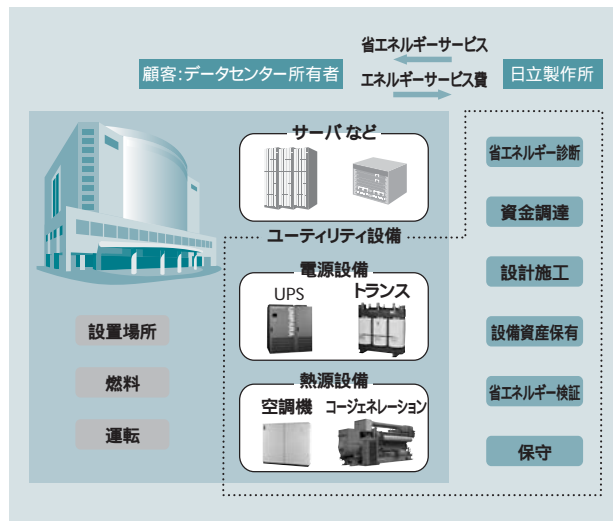 省エネルギーサービス
顧客:データセンター所有者
エネルギーサービス費
日立製作所
サーバなど
省エネルギー診断
資金調達
ユーティリティ設備
電源設備
設計施工
UPS
トランス
設置場所
設備資産保有
熱源設備
燃料
空調機
コージェネレーション
省エネルギー検証
運転
保守